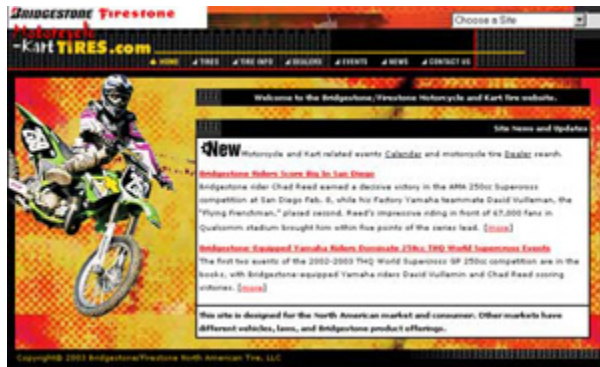 BRIDGESTONE Firestone
Choose a Site
Motorcycle
-Kart TIRES.com
HOME TIRES TIRE INFO DEALERS EVENTS NEWS CONTACT US
Welcome to the Bridgestone/Firestone Motorcycle and Kart tire website.
Site News and Updates
New Motorcycle and Kart related events Calendar and motorcycle tire Dealer search.
Bridgestone Riders Score Big In San Diego
Bridgestone rider Chad Reed earned a decisive victory in the AMA 250cc Supercross
competition at San Diego Feb. 8, while his Factory Yamaha teammate David Vuilleman, the
"flying Frenchman," placed second. Reed's impressive riding in front of 67,000 fans in
Qualcomm stadium brought him within five points of the series lead. [more]
Bridgestone-Equipped Yamaha Riders Dominate 250cc THQ World Supercross Events
The first two events of the 2002-2003 THQ World Supercross GP 250cc competition are in the
books, with Bridgestone-equipped Yamaha riders David Vuillemin and Chad Reed scoring
victories. [more]
This site is designed for the North American market and consumer. Other markets have
different vehicles, laws, and Bridgestone product offerings.
Copyright© 2003 Bridgestone/Firestone North American Tire, LLC